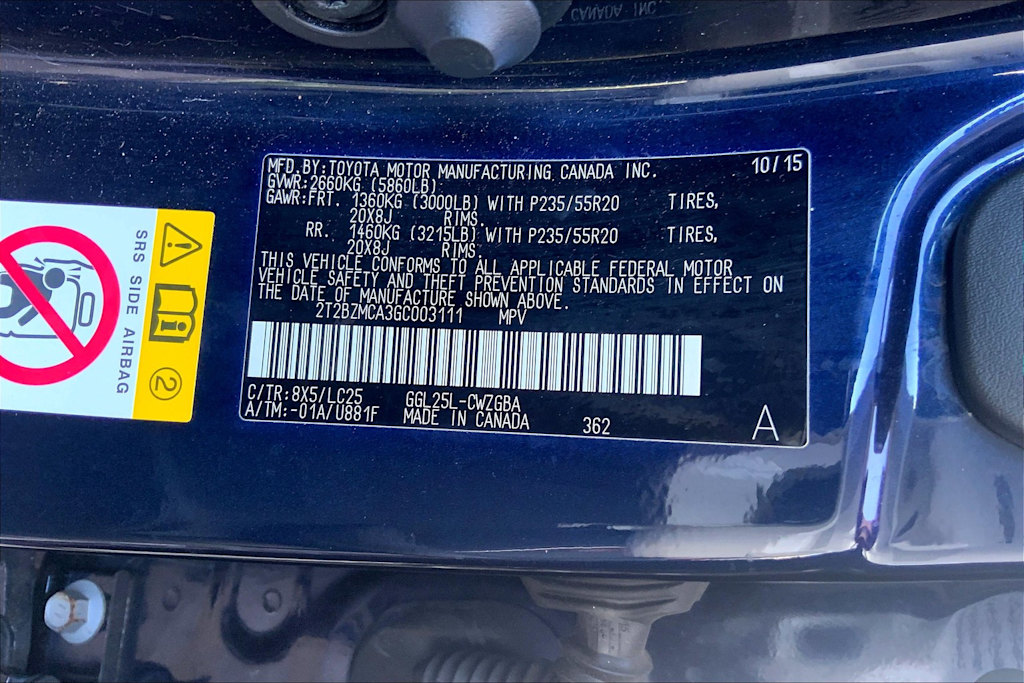 CANADA INC.
MFD. BY: TOYOTA MOTOR MANUFACTURING CANADA INC. 10/15
GVWR: 2660KG (5860LB)
GAWR: FRT. 1360KG (3000LB) WITH P235/55R20 TIRES,
20X8J RIMS.
RR. 1460KG (3215LB) WITH P235/55R20 TIRES,
20X8J RIMS.
THIS VEHICLE CONFORMS TO ALL APPLICABLE FEDERAL MOTOR
VEHICLE SAFETY AND THEFT PREVENTION STANDARDS IN EFFECT ON
THE DATE OF MANUFACTURE SHOWN ABOVE.
2T2BZMCA3GC003111 MPV
C/TR: 8X5/LC25 GGL25L-CWZGBA
A/TM: -01A/U881F MADE IN CANADA 362 A
SRS SIDE AIRBAG
2